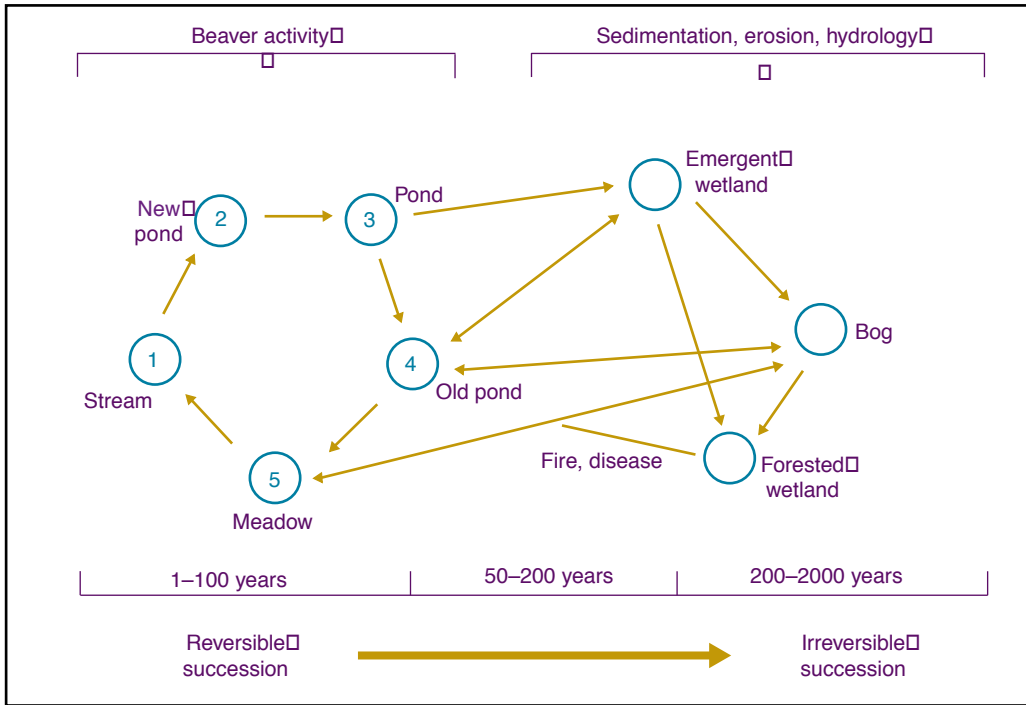 Beaver activity
Sedimentation, erosion, hydrology
Emergent
wetland
Pond
New
pond
2
3
Bog
1
4
Stream
Old pond
5
Fire, disease
Forested
wetland
Meadow
1–100 years
50–200 years
200–2000 years
Reversible
succession
Irreversible
succession